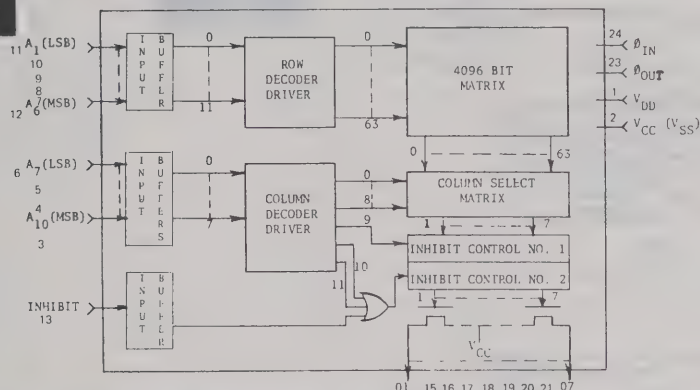 11 A1 (LSB)
10
9
8
7
12 A6 (MSB)
INPUT BUFFLR
0
11
ROW
DECODER
DRIVER
0
1
63
4096 BIT
MATRIX
24 ØIN
23 ØOUT
1 VDD
2 VCC (VSS)
0
63
6 A7 (LSB)
5
4
A10 (MSB)
3
INPUT BUFFERS
0
7
COLUMN
DECODER
DRIVER
0
8
9
10
11
COLUMN SELECT
MATRIX
1
7
INHIBIT CONTROL NO. 1
INHIBIT CONTROL NO. 2
1
7
INHIBIT
13
INPUT BUFFER
VCC
01 15 16 17 18 19 20 21 07